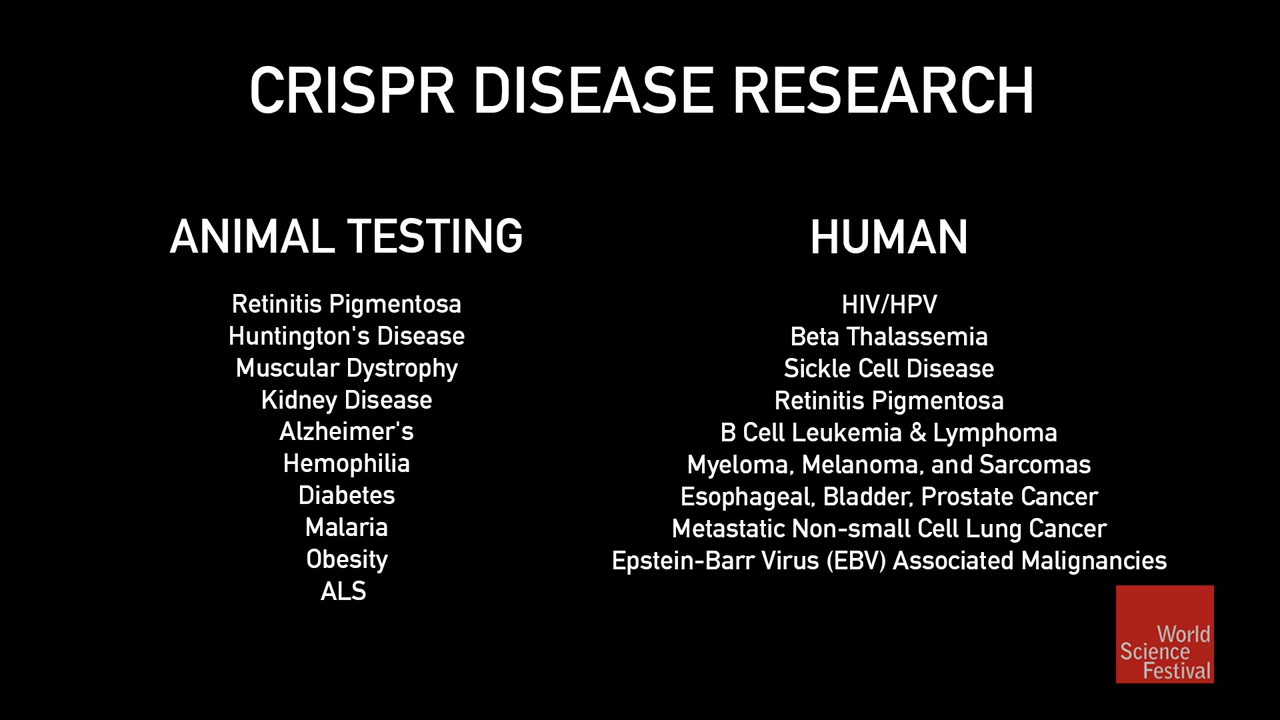 CRISPR DISEASE RESEARCH
ANIMAL TESTING
Retinitis Pigmentosa
Huntington's Disease
Muscular Dystrophy
Kidney Disease
Alzheimer's
Hemophilia
Diabetes
Malaria
Obesity
ALS
HUMAN
HIV/HPV
Beta Thalassemia
Sickle Cell Disease
Retinitis Pigmentosa
B Cell Leukemia & Lymphoma
Myeloma, Melanoma, and Sarcomas
Esophageal, Bladder, Prostate Cancer
Metastatic Non-small Cell Lung Cancer
Epstein-Barr Virus (EBV) Associated Malignancies
World
Science
Festival